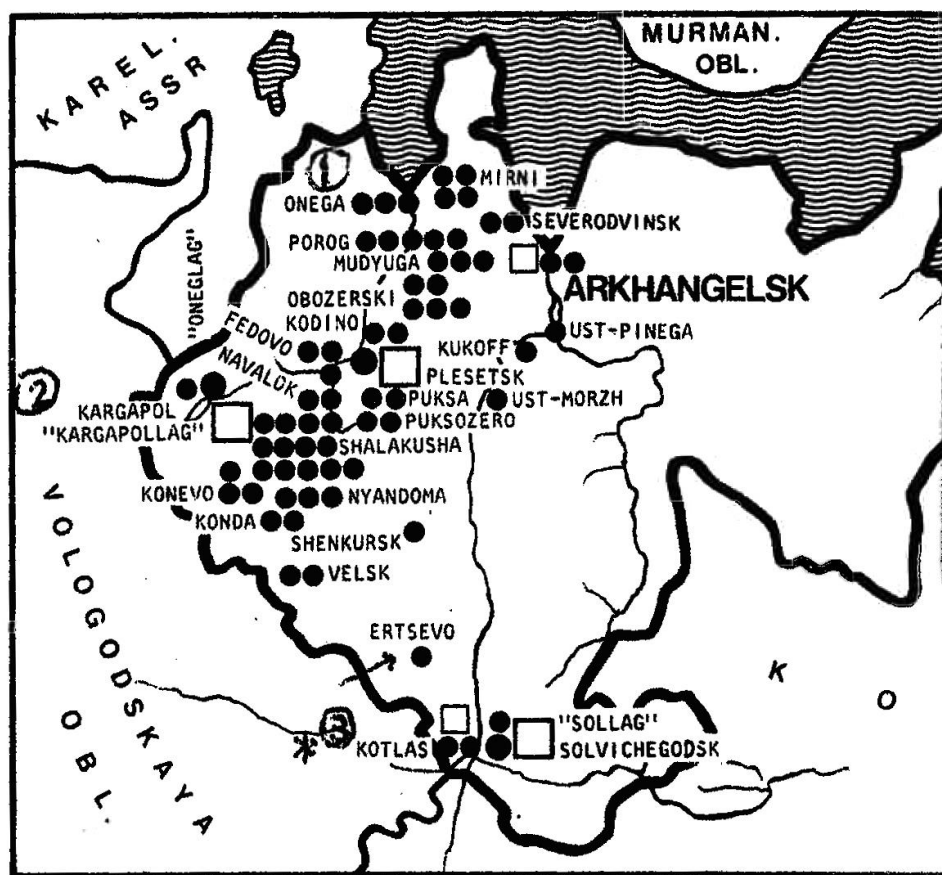 MURMAN.
OBL.
KAREL.
ASSR
1
MIRNI
ONEGA
SEVERODVINSK
POROG
MUDYUGA
ARKHANGELSK
"ONEGLAG"
OBOZERSKI
KODINO
UST-PINEGA
FEDOVO
KUKOFF
NAVALOK
PLESETSK
2
PUKSA
UST-MORZH
KARGAPOL
"KARGAPOLLAG"
PUKSOZERO
SHALAKUSHA
KONEVO
NYANDOMA
KONDA
SHENKURSK
VELSK
VOLOGODSKAYA
OBL.
ERTSEVO
K O
"SOLLAG"
* 3
KOTLAS
SOLVICHEGODSK